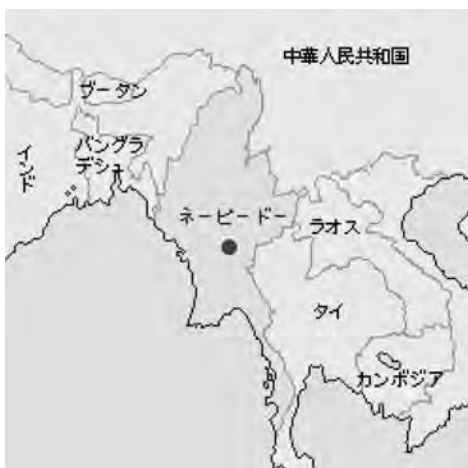 中華人民共和国
ブータン
バングラ
デシュ
インド
ネーピードー
ラオス
タイ
カンボジア